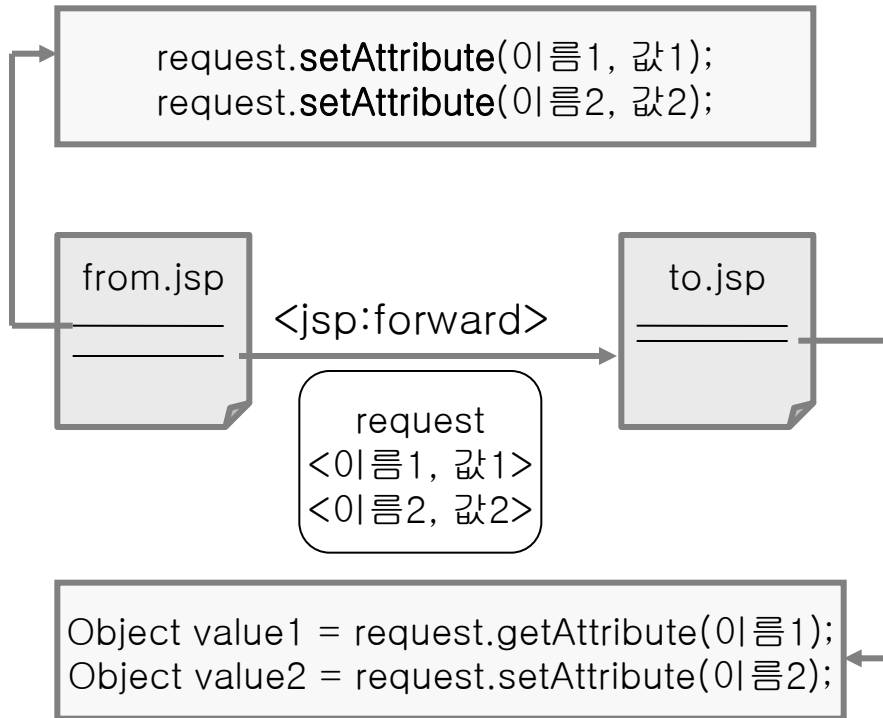 request.setAttribute(이름1, 값1);
request.setAttribute(이름2, 값2);
from.jsp
to.jsp
<jsp:forward>
request
<이름1, 값1>
<이름2, 값2>
Object value1 = request.getAttribute(이름1);
Object value2 = request.setAttribute(이름2);